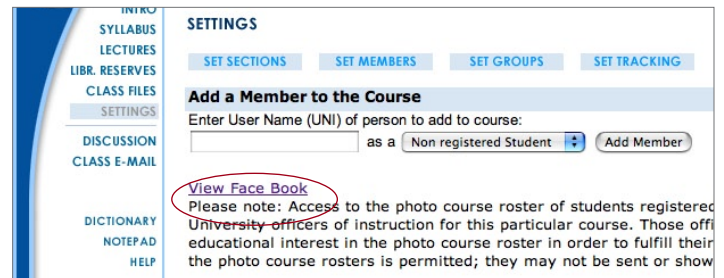 INTRO
SYLLABUS
LECTURES
LIBR. RESERVES
CLASS FILES
SETTINGS
DISCUSSION
CLASS E-MAIL
DICTIONARY
NOTEPAD
HELP
SETTINGS
SET SECTIONS SET MEMBERS SET GROUPS SET TRACKING
Add a Member to the Course
Enter User Name (UNI) of person to add to course:
as a Non registered Student Add Member
View Face Book
Please note: Access to the photo course roster of students registered
University officers of instruction for this particular course. Those offi
educational interest in the photo course roster in order to fulfill their
the photo course rosters is permitted; they may not be sent or show